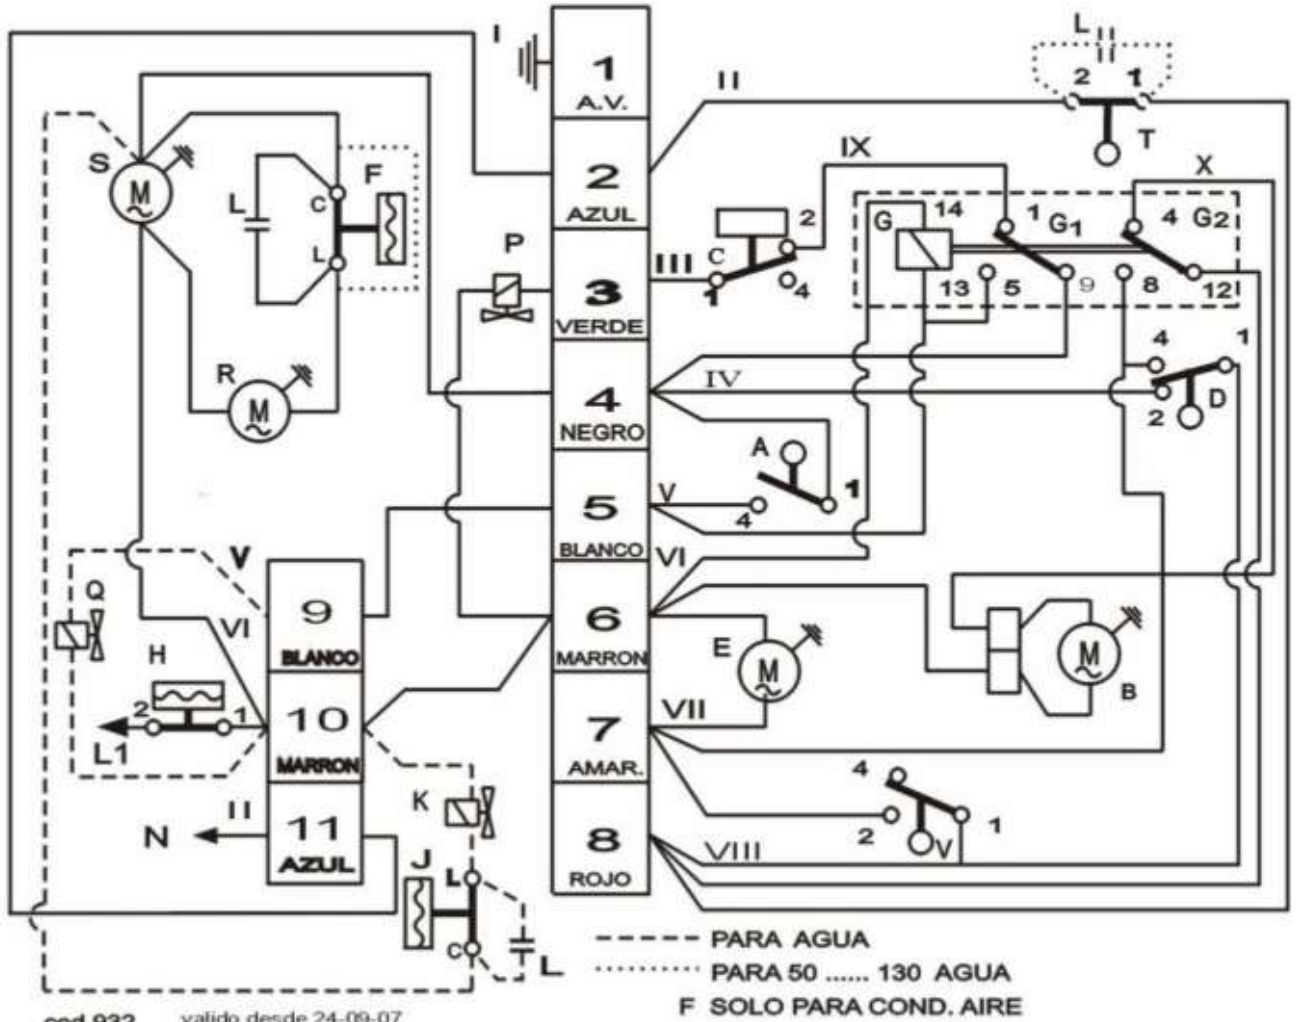 I
1
A.V.
2
AZUL
3
VERDE
4
NEGRO
5
BLANCO
6
MARRON
7
AMAR.
8
ROJO
S
M
L
C
F
L
R
M
P
V
9
BLANCO
Q
VI
H
2
1
L1
10
MARRON
N
II
11
AZUL
K
J
L
C
L
II
L
2
1
T
IX
X
III
C
2
1
4
G
14
1
G1
4
G2
13
5
9
8
12
IV
4
1
2
D
V
A
4
1
VI
E
M
M
B
VII
4
2
1
V
VIII
PARA AGUA
PARA 50 ...... 130 AGUA
F SOLO PARA COND. AIRE
cod.932 valido desde 24-09-07